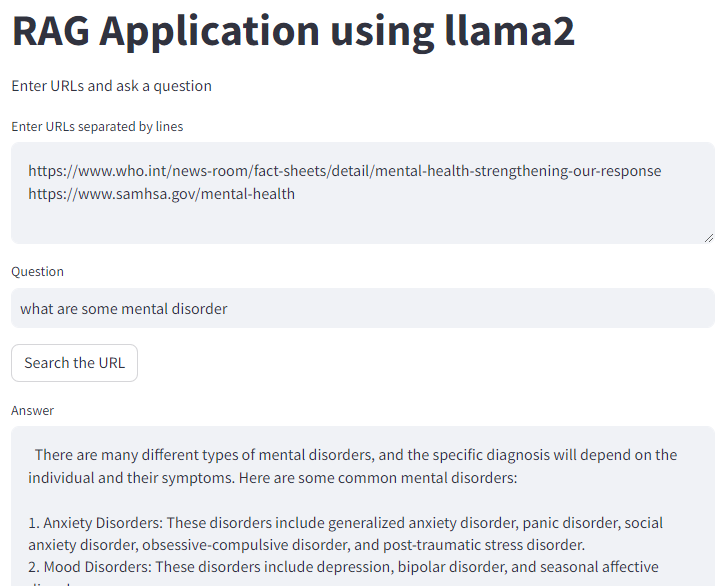 RAG Application using llama2
Enter URLs and ask a question
Enter URLs separated by lines
https://www.who.int/news-room/fact-sheets/detail/mental-health-strengthening-our-response
https://www.samhsa.gov/mental-health
Question
what are some mental disorder
Search the URL
Answer
There are many different types of mental disorders, and the specific diagnosis will depend on the
individual and their symptoms. Here are some common mental disorders:
1. Anxiety Disorders: These disorders include generalized anxiety disorder, panic disorder, social
anxiety disorder, obsessive-compulsive disorder, and post-traumatic stress disorder.
2. Mood Disorders: These disorders include depression, bipolar disorder, and seasonal affective